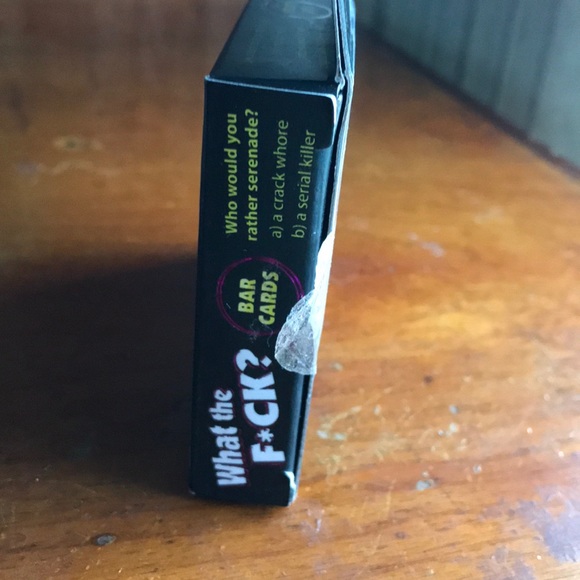 What the
F*CK?
BAR
CARDS
Who would you
rather serenade?
a) a crack whore
b) a serial killer